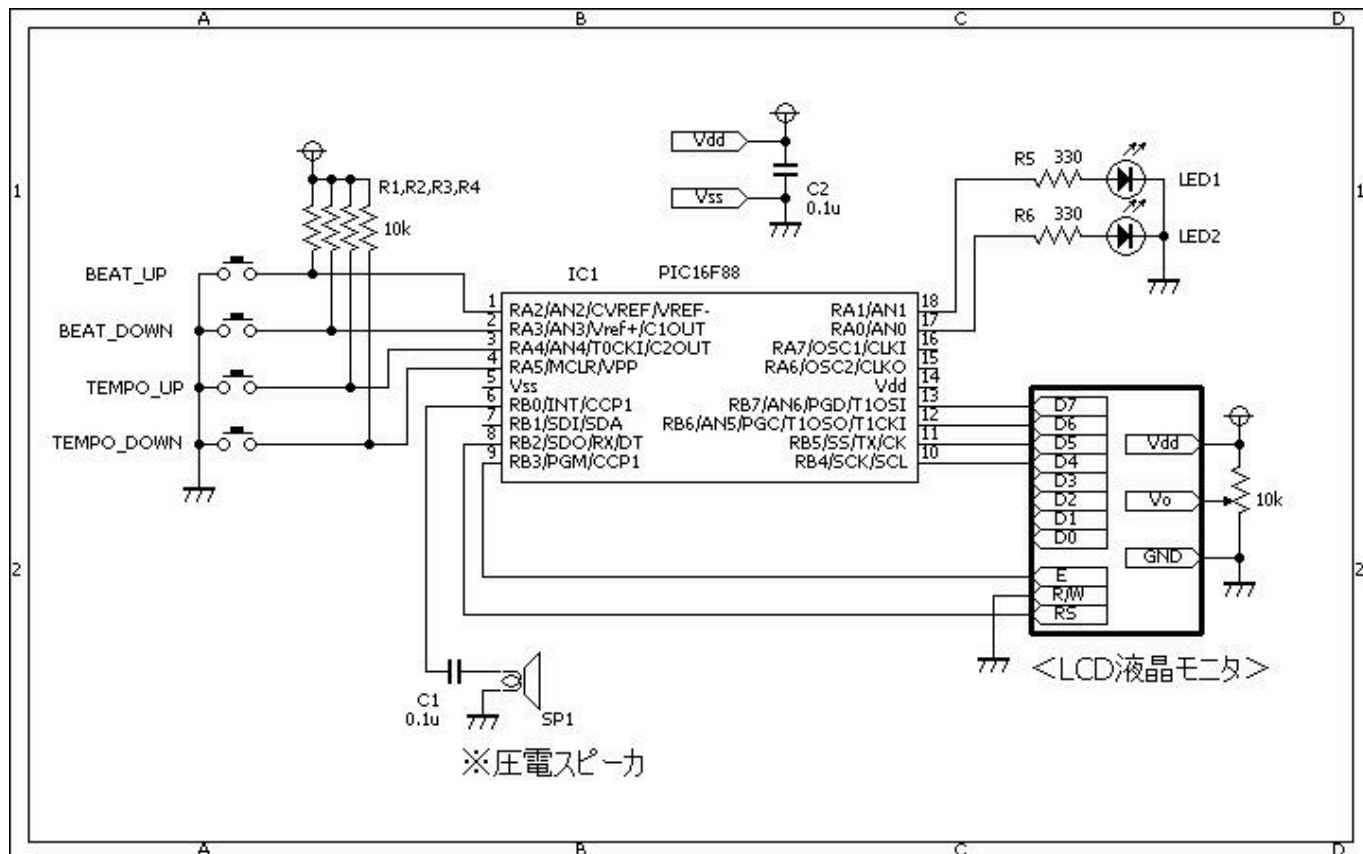 A B C D
1 1
2 2
A B C D
R1,R2,R3,R4
10k
BEAT_UP
BEAT_DOWN
TEMPO_UP
TEMPO_DOWN
Vdd
Vss
C2
0.1u
R5 330
LED1
R6 330
LED2
IC1 PIC16F88
1 RA2/AN2/CVREF/VREF-
2 RA3/AN3/Vref+/C1OUT
3 RA4/AN4/T0CKI/C2OUT
4 RA5/MCLR/VPP
5 Vss
6 RB0/INT/CCP1
7 RB1/SDI/SDA
8 RB2/SDO/RX/DT
9 RB3/PGM/CCP1
RA1/AN1 18
RA0/AN0 17
RA7/OSC1/CLKI 16
RA6/OSC2/CLKO 15
Vdd 14
RB7/AN6/PGD/T1OSI 13
RB6/AN5/PGC/T1OSO/T1CKI 12
RB5/SS/TX/CK 11
RB4/SCK/SCL 10
D7
D6
D5
D4
D3
D2
D1
D0
E
R/W
RS
Vdd
Vo
GND
10k
<LCD液晶モニタ>
C1
0.1u
SP1
※圧電スピーカ